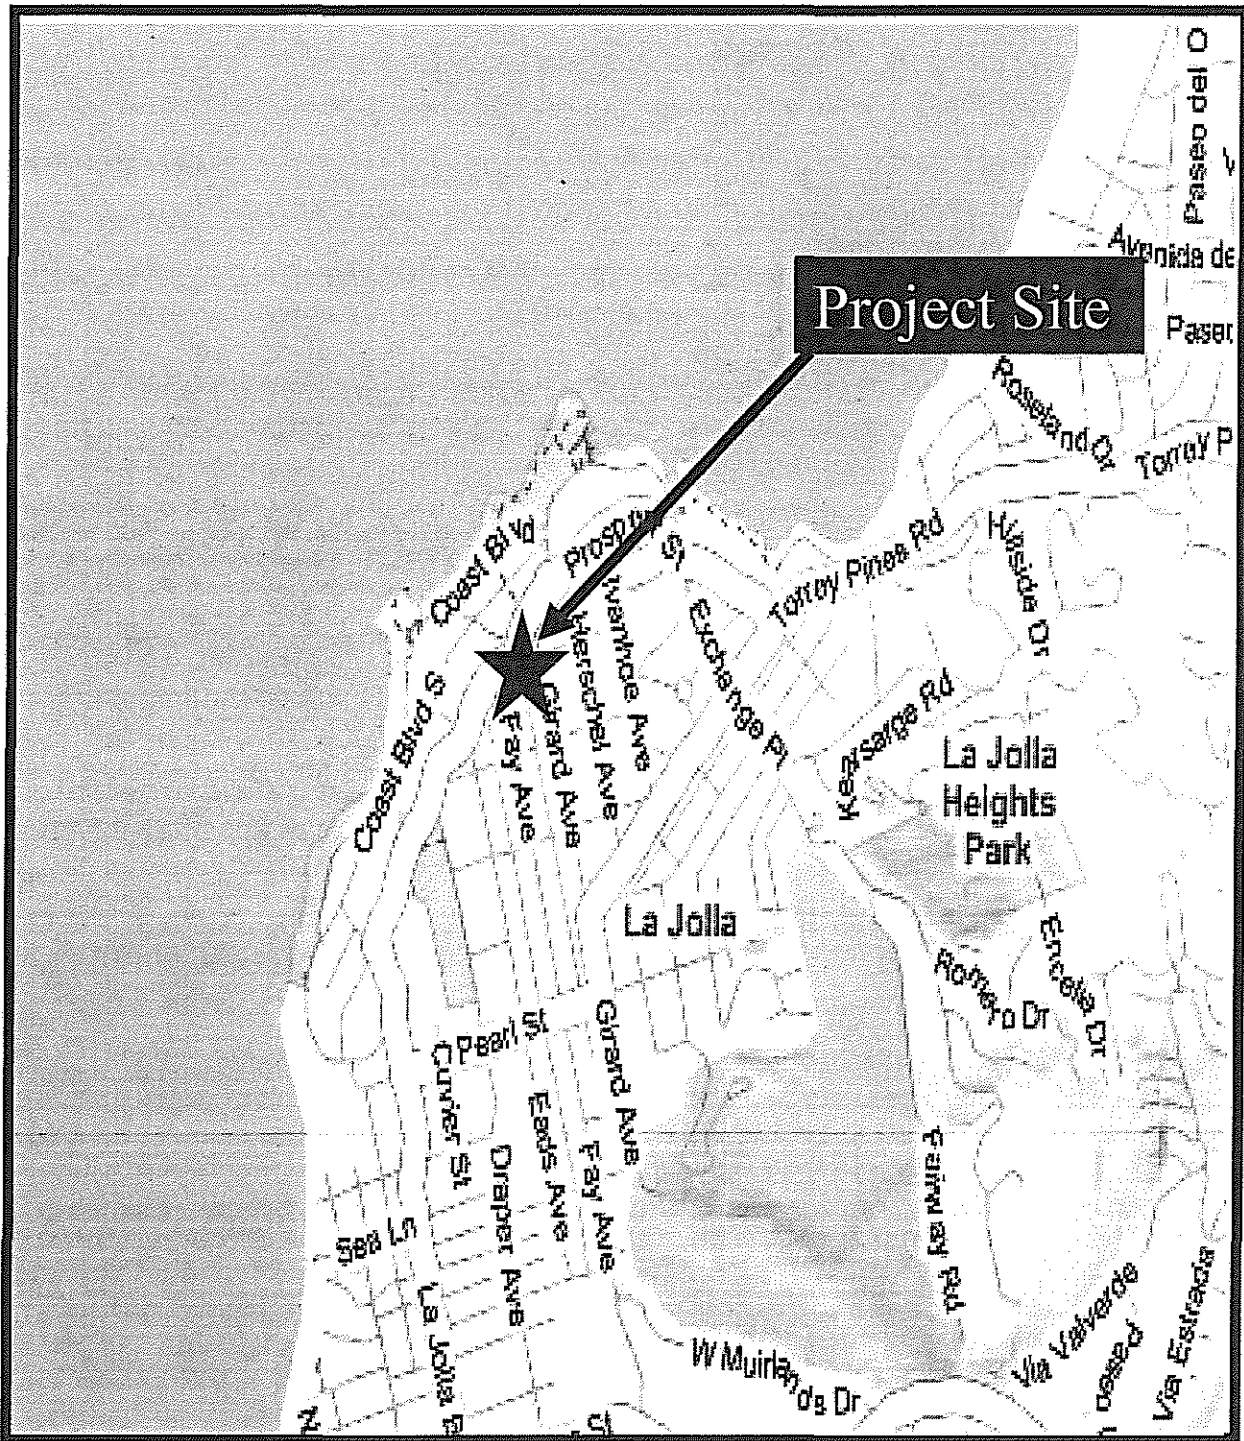 Paseo del O
Avenida de
Project Site
Paseo
Roseland Dr
Torrey P
Coast Blvd
Prospect St
Torrey Pines Rd
Hillside Dr
Ivanhoe Ave
Herschel Ave
Exchange Pl
Coast Blvd S
Girard Ave
Fay Ave
Kearsarge Rd
La Jolla
Heights
Park
La Jolla
Encelia Dr
Romero Dr
Pearl St
Girard Ave
Cuvier St
Eads Ave
Fay Ave
Draper Ave
Fairway Rd
Sea Ln
La Jolla B
W Muirlands Dr
Via Valverde
Via Estrada